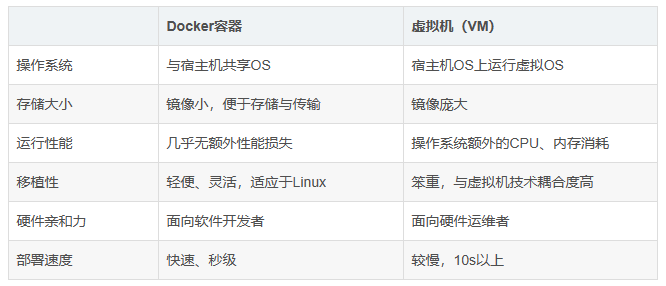 Docker容器 虚拟机（VM）
操作系统 与宿主机共享OS 宿主机OS上运行虚拟OS
存储大小 镜像小，便于存储与传输 镜像庞大
运行性能 几乎无额外性能损失 操作系统额外的CPU、内存消耗
移植性 轻便、灵活，适应于Linux 笨重，与虚拟机技术耦合度高
硬件亲和力 面向软件开发者 面向硬件运维者
部署速度 快速、秒级 较慢，10s以上